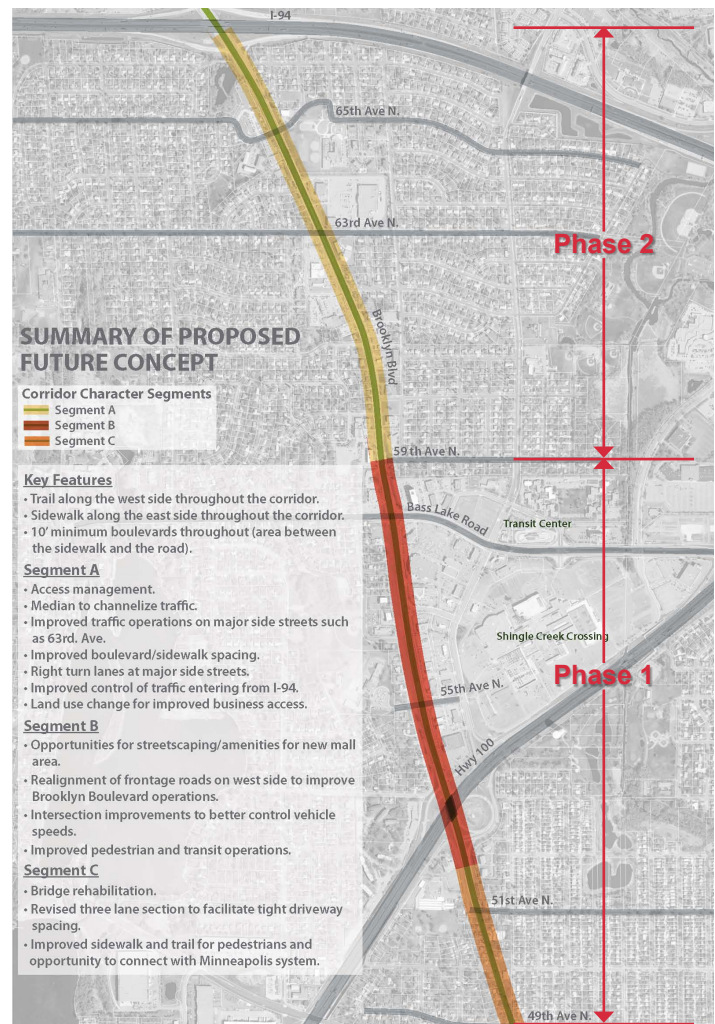 I-94
65th Ave N.
63rd Ave N.
Phase 2
SUMMARY OF PROPOSED
FUTURE CONCEPT
Brooklyn Blvd
Corridor Character Segments
Segment A
Segment B
Segment C
59 th Ave N.
Key Features
• Trail along the west side throughout the corridor.
• Sidewalk along the east side throughout the corridor.
• 10' minimum boulevards throughout (area between
the sidewalk and the road).
Segment A
• Access management.
• Median to channelize traffic.
• Improved traffic operations on major side streets such
as 63rd. Ave.
• Improved boulevard/sidewalk spacing.
• Right turn lanes at major side streets.
• Improved control of traffic entering from I-94.
• Land use change for improved business access.
Segment B
• Opportunities for streetscaping/amenities for new mall
area.
• Realignment of frontage roads on west side to improve
Brooklyn Boulevard operations.
• Intersection improvements to better control vehicle
speeds.
• Improved pedestrian and transit operations.
Segment C
• Bridge rehabilitation.
• Revised three lane section to facilitate tight driveway
spacing.
• Improved sidewalk and trail for pedestrians and
opportunity to connect with Minneapolis system.
Bass Lake Road
Transit Center
Shingle Creek Crossing
Phase 1
55th Ave N.
Hwy 100
51st Ave N.
49th Ave N.